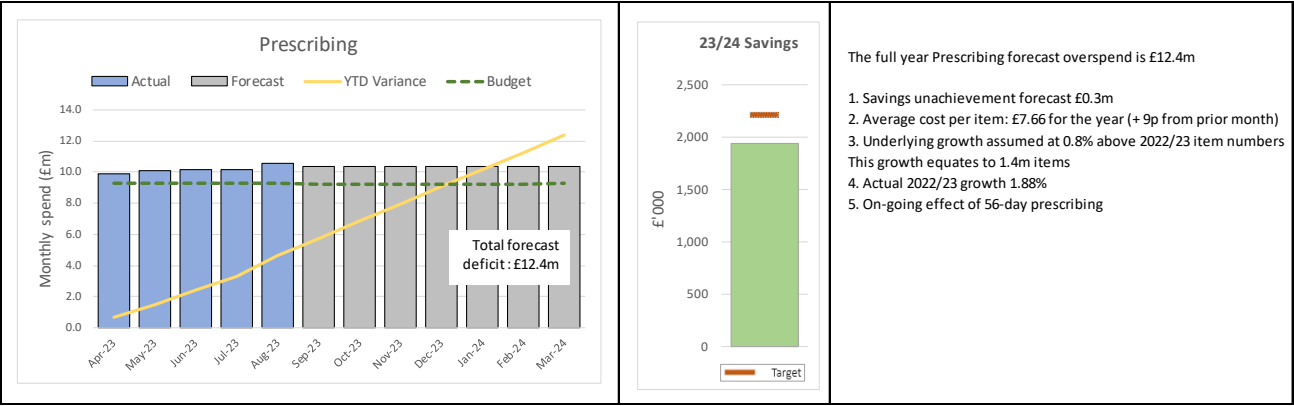 Prescribing
Actual
Forecast
YTD Variance
Budget
Monthly spend (£m)
14.0
12.0
10.0
8.0
6.0
4.0
2.0
0.0
Total forecast
deficit : £12.4m
Apr-23
May-23
Jun-23
Jul-23
Aug-23
Sep-23
Oct-23
Nov-23
Dec-23
Jan-24
Feb-24
Mar-24
23/24 Savings
£'000
2,500
2,000
1,500
1,000
500
0
Target
The full year Prescribing forecast overspend is £12.4m
1. Savings unachievement forecast £0.3m
2. Average cost per item: £7.66 for the year (+ 9p from prior month)
3. Underlying growth assumed at 0.8% above 2022/23 item numbers
This growth equates to 1.4m items
4. Actual 2022/23 growth 1.88%
5. On-going effect of 56-day prescribing